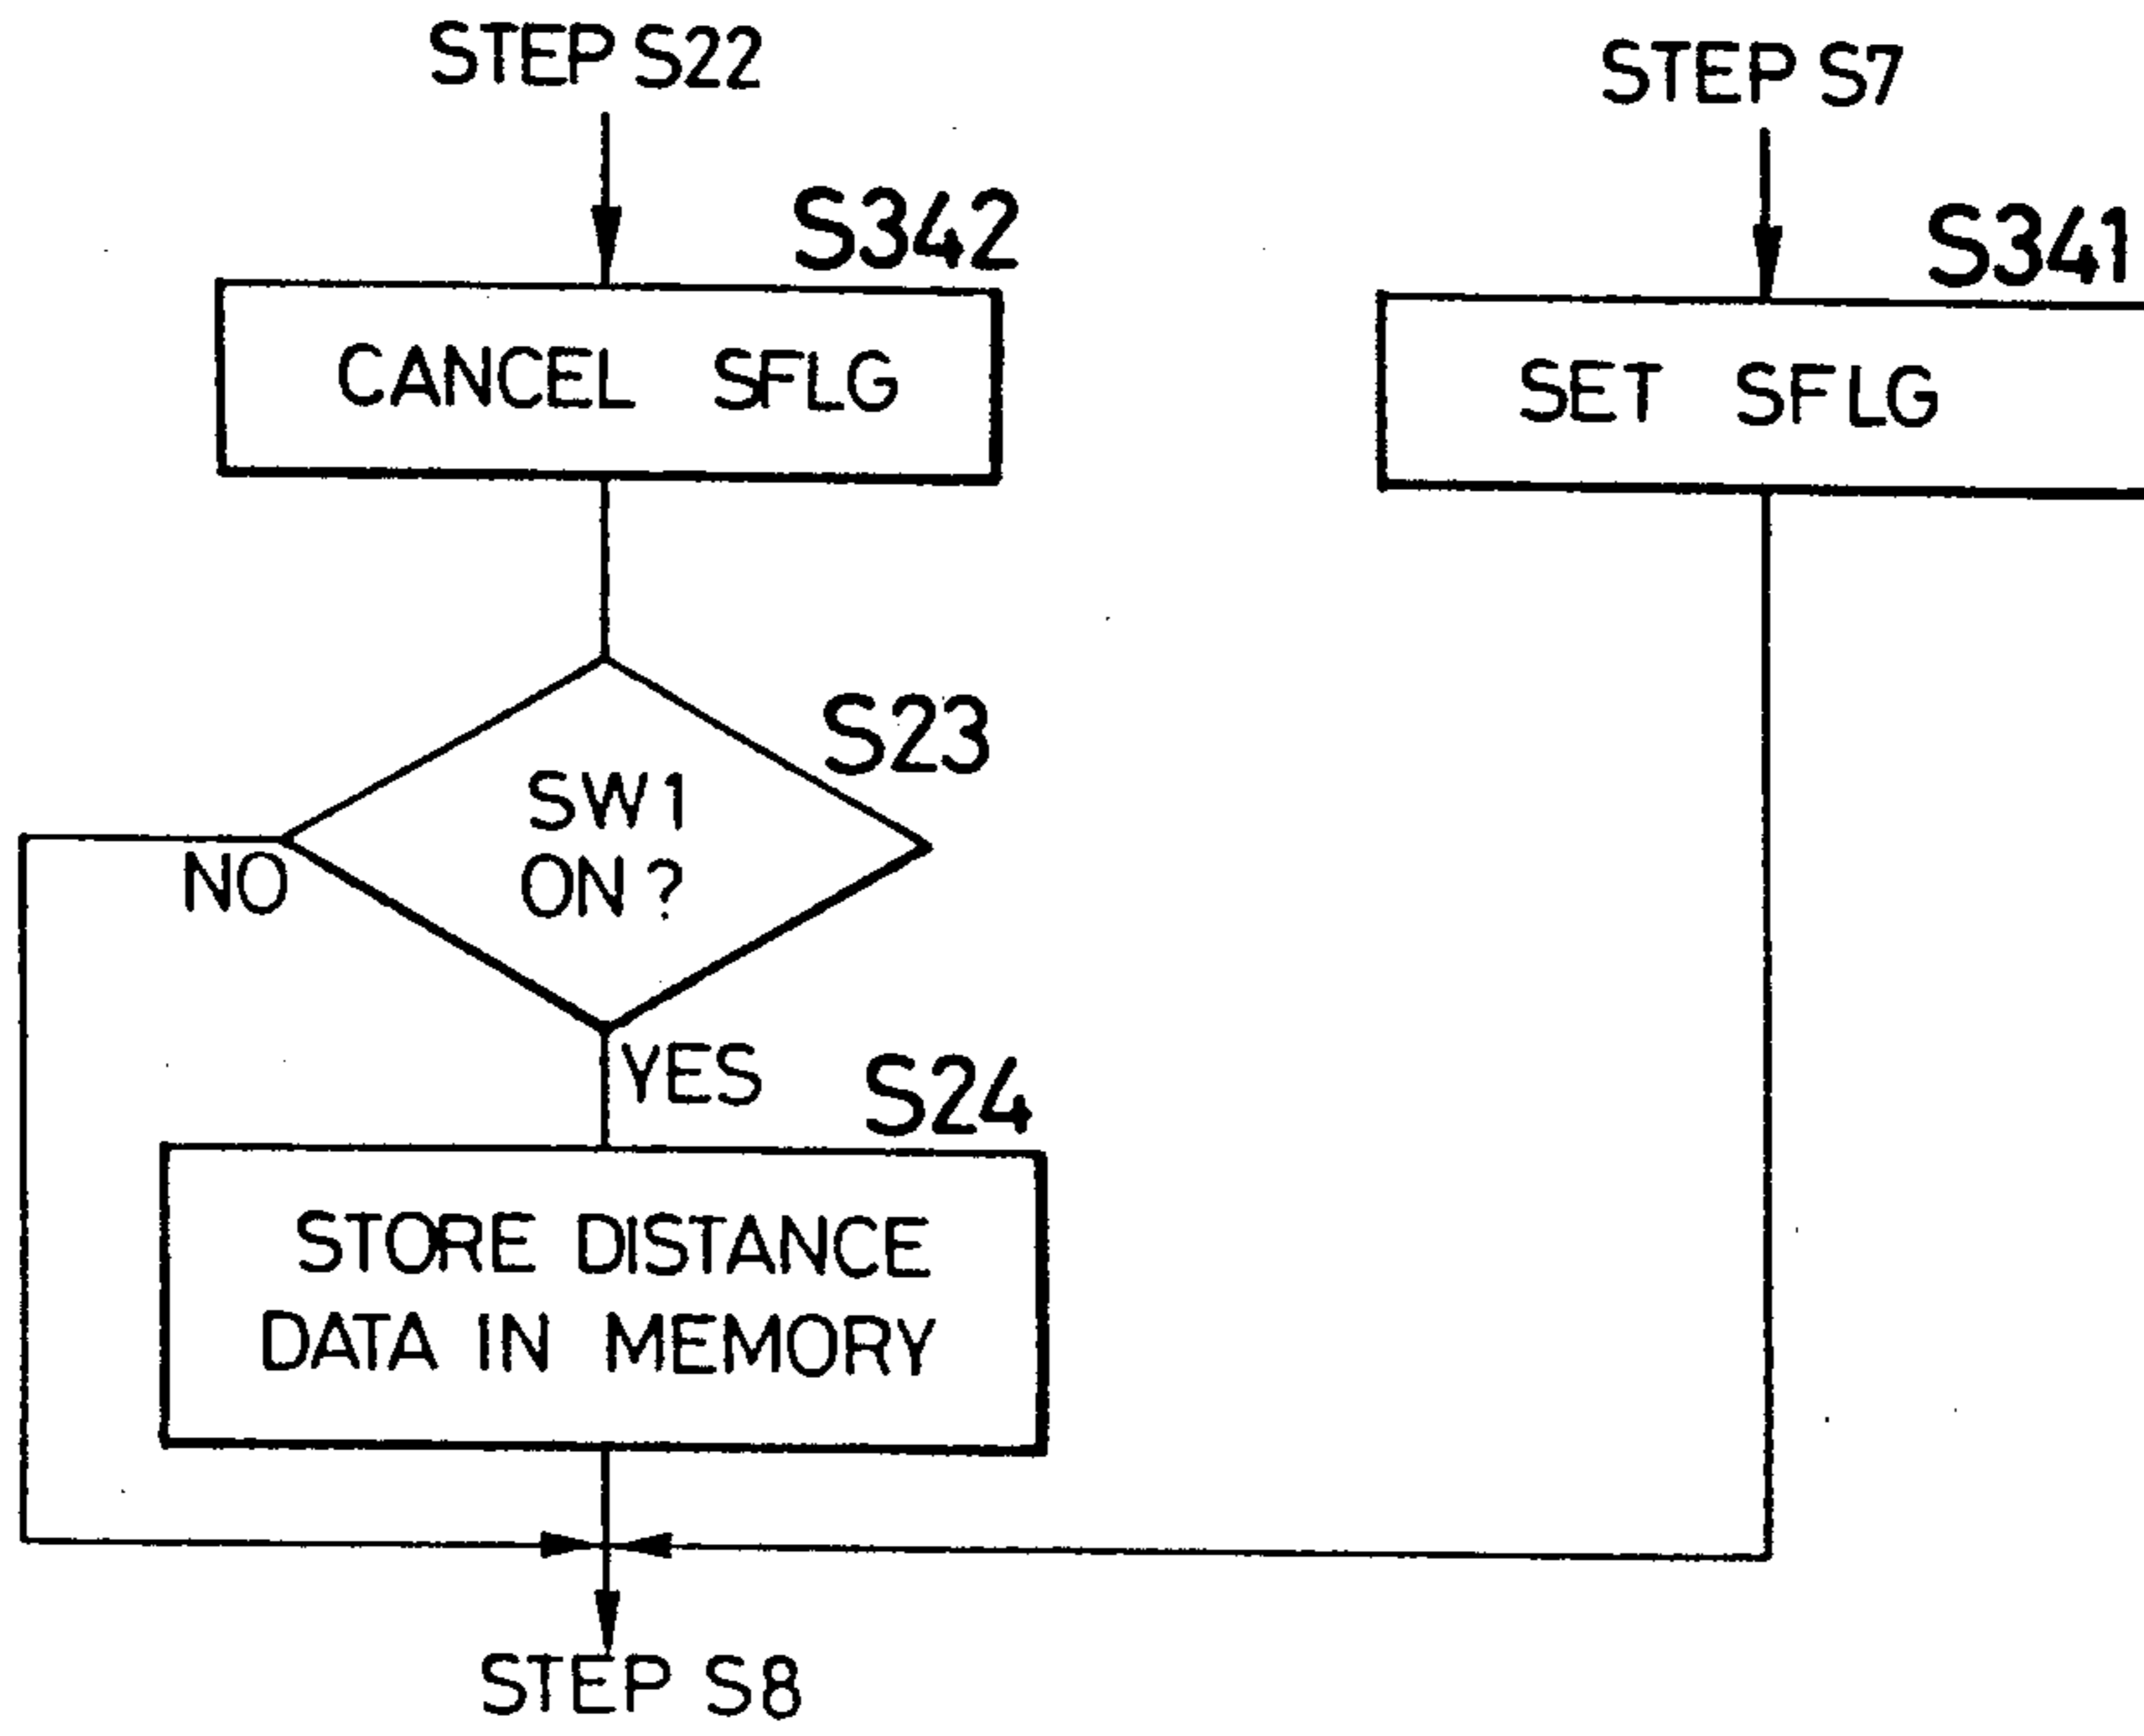 STEP S22
STEP S7
S342
S341
CANCEL SFLG
SET SFLG
S23
SW1
ON?
NO
YES
S24
STORE DISTANCE
DATA IN MEMORY
STEP S8